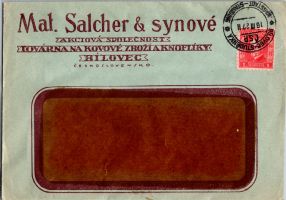 Mat. Salcher & synové
AKCIOVÁ SPOLEČNOST
TOVÁRNA NA KOVOVÉ ZBOŽÍ A KNOFLÍKY
BÍLOVEC
ČESKOSLOVENSKO